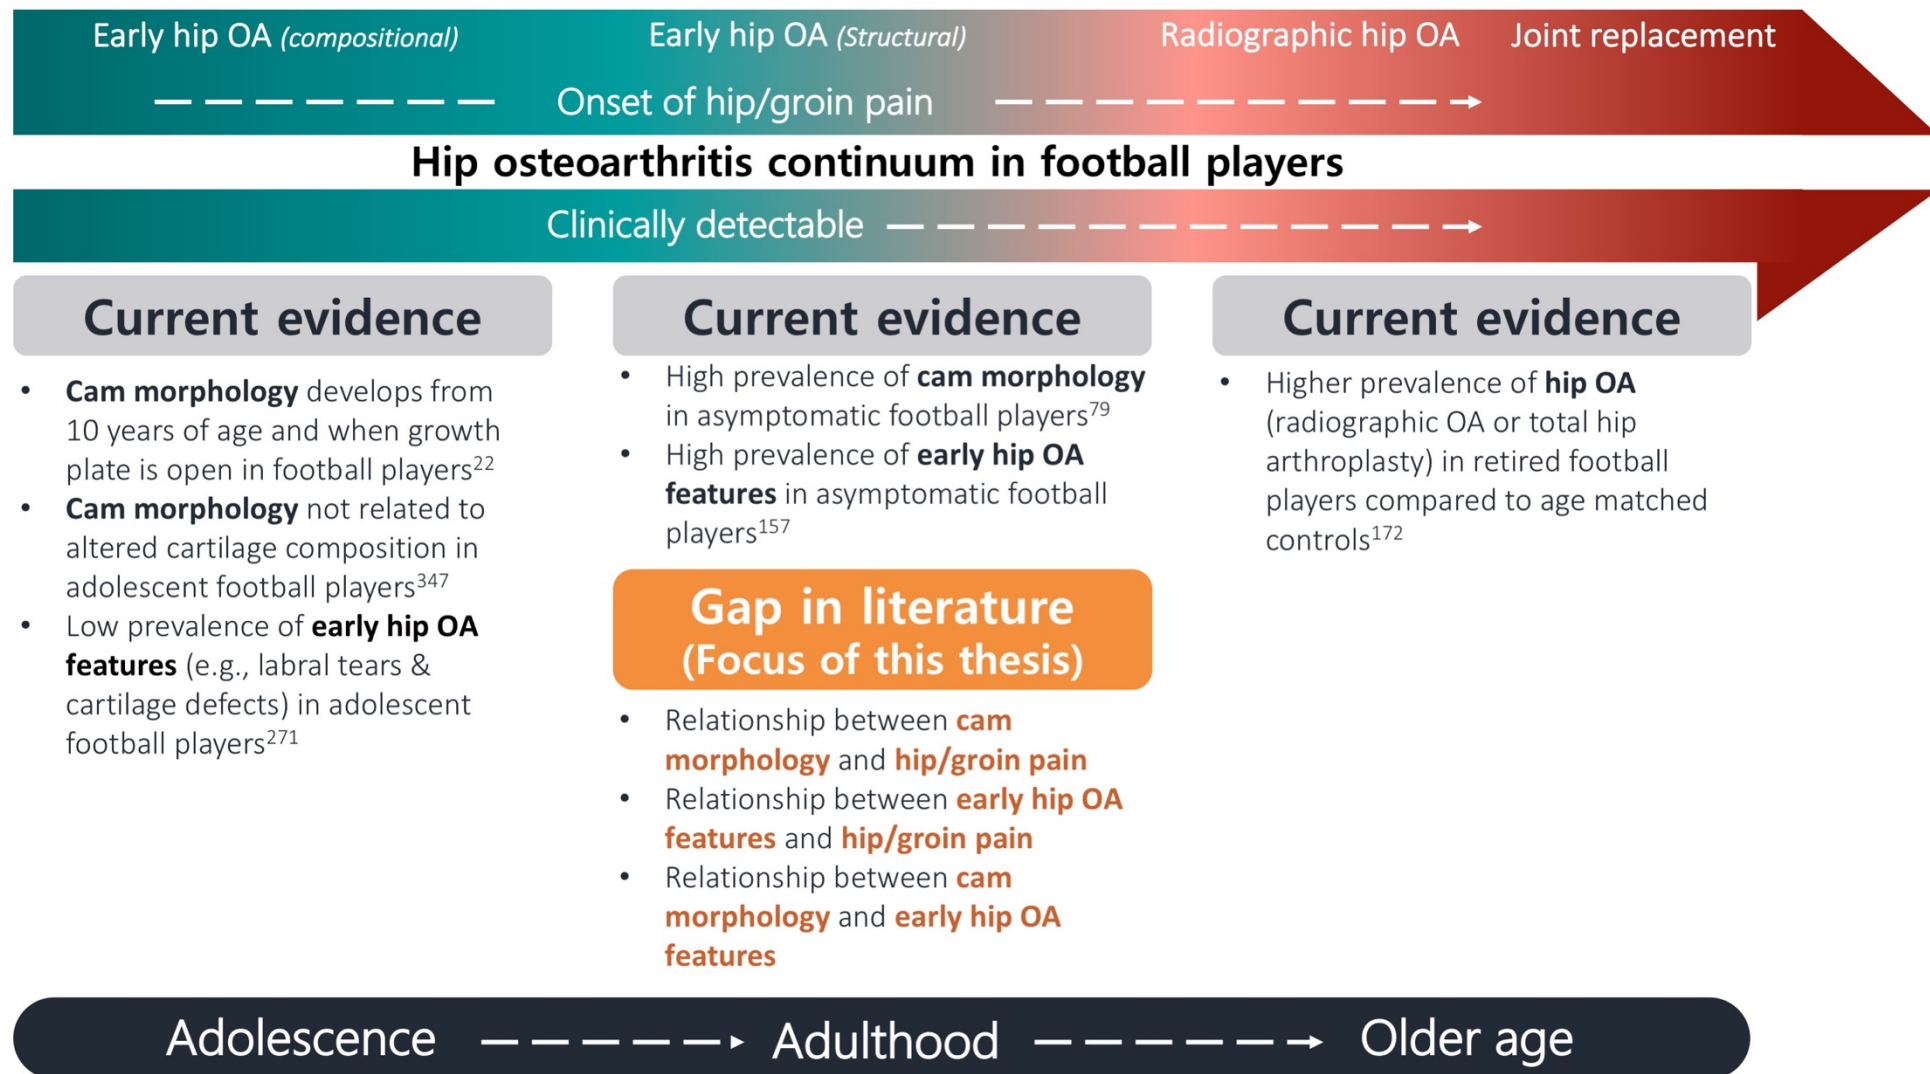 Early hip OA (compositional)
Early hip OA (Structural)
Radiographic hip OA
Joint replacement
Onset of hip/groin pain
Hip osteoarthritis continuum in football players
Clinically detectable
Current evidence
• Cam morphology develops from
10 years of age and when growth
plate is open in football players22
• Cam morphology not related to
altered cartilage composition in
adolescent football players347
• Low prevalence of early hip OA
features (e.g., labral tears &
cartilage defects) in adolescent
football players271
Current evidence
• High prevalence of cam morphology
in asymptomatic football players79
• High prevalence of early hip OA
features in asymptomatic football
players157
Gap in literature
(Focus of this thesis)
• Relationship between cam
morphology and hip/groin pain
• Relationship between early hip OA
features and hip/groin pain
• Relationship between cam
morphology and early hip OA
features
Current evidence
• Higher prevalence of hip OA
(radiographic OA or total hip
arthroplasty) in retired football
players compared to age matched
controls172
Adolescence
Adulthood
Older age